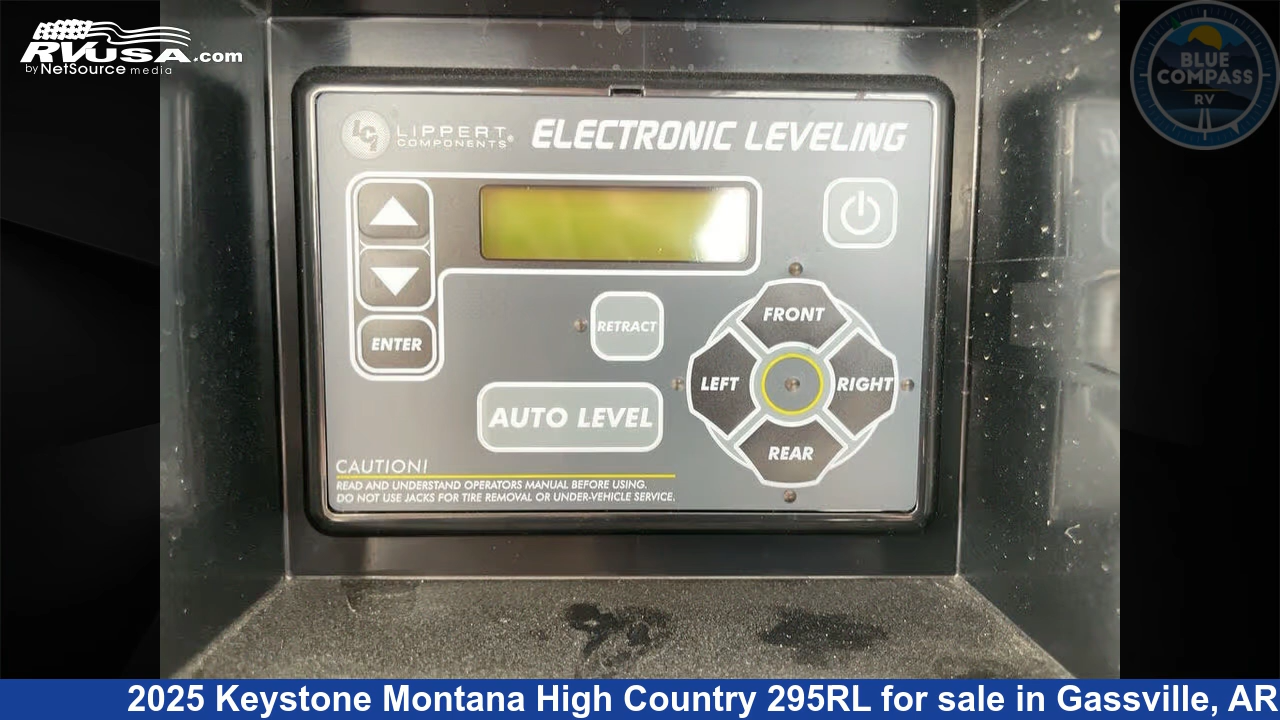 RVUSA.com
by NetSource media
BLUE
COMPASS
RV
LCI LIPPERT COMPONENTS® ELECTRONIC LEVELING
ENTER
RETRACT
AUTO LEVEL
FRONT
LEFT
RIGHT
REAR
CAUTION!
READ AND UNDERSTAND OPERATORS MANUAL BEFORE USING.
DO NOT USE JACKS FOR TIRE REMOVAL OR UNDER-VEHICLE SERVICE.
2025 Keystone Montana High Country 295RL for sale in Gassville, AR